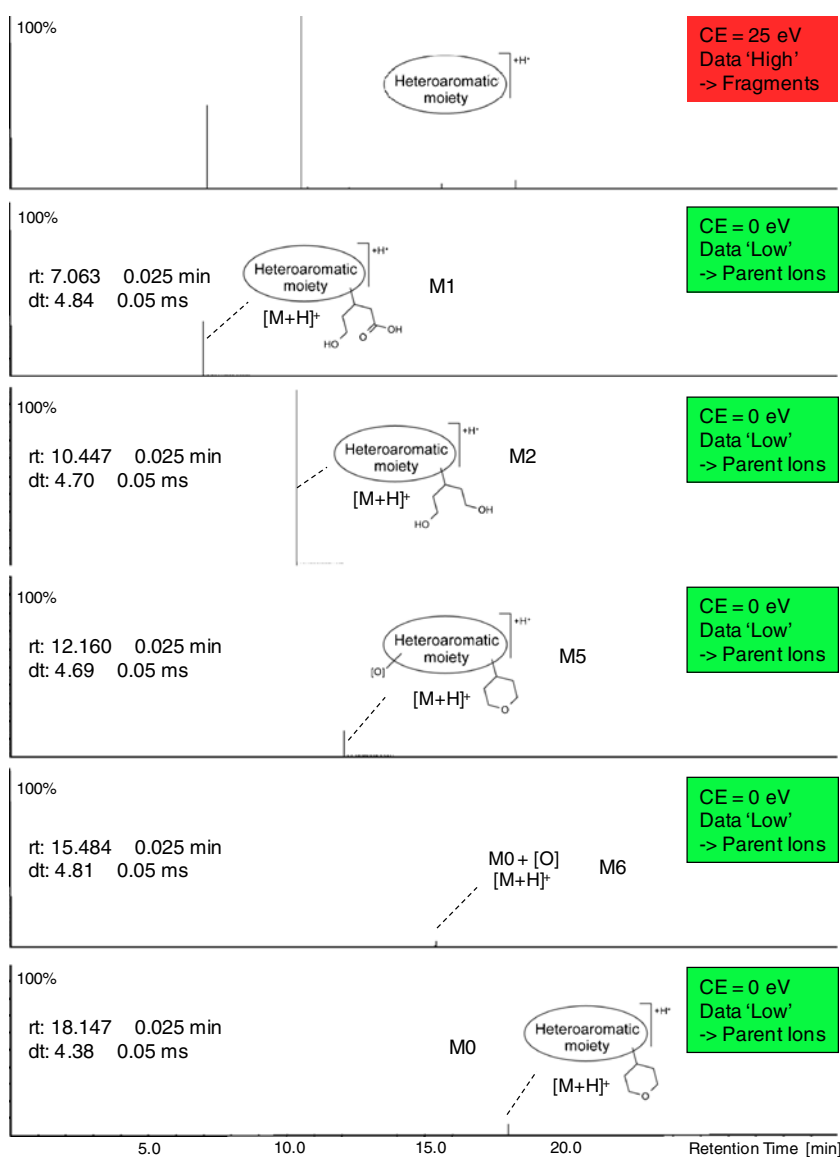 100%
Heteroaromatic
moiety
+H⁺
CE = 25 eV
Data 'High'
-> Fragments
100%
rt: 7.063 0.025 min
dt: 4.84 0.05 ms
Heteroaromatic
moiety
+H⁺
[M+H]⁺
HO
O
OH
M1
CE = 0 eV
Data 'Low'
-> Parent Ions
100%
rt: 10.447 0.025 min
dt: 4.70 0.05 ms
Heteroaromatic
moiety
+H⁺
[M+H]⁺
HO
OH
M2
CE = 0 eV
Data 'Low'
-> Parent Ions
100%
rt: 12.160 0.025 min
dt: 4.69 0.05 ms
Heteroaromatic
moiety
+H⁺
[O]
[M+H]⁺
O
M5
CE = 0 eV
Data 'Low'
-> Parent Ions
100%
rt: 15.484 0.025 min
dt: 4.81 0.05 ms
M0 + [O]
[M+H]⁺
M6
CE = 0 eV
Data 'Low'
-> Parent Ions
100%
rt: 18.147 0.025 min
dt: 4.38 0.05 ms
M0
Heteroaromatic
moiety
+H⁺
[M+H]⁺
O
CE = 0 eV
Data 'Low'
-> Parent Ions
5.0 10.0 15.0 20.0 Retention Time [min]